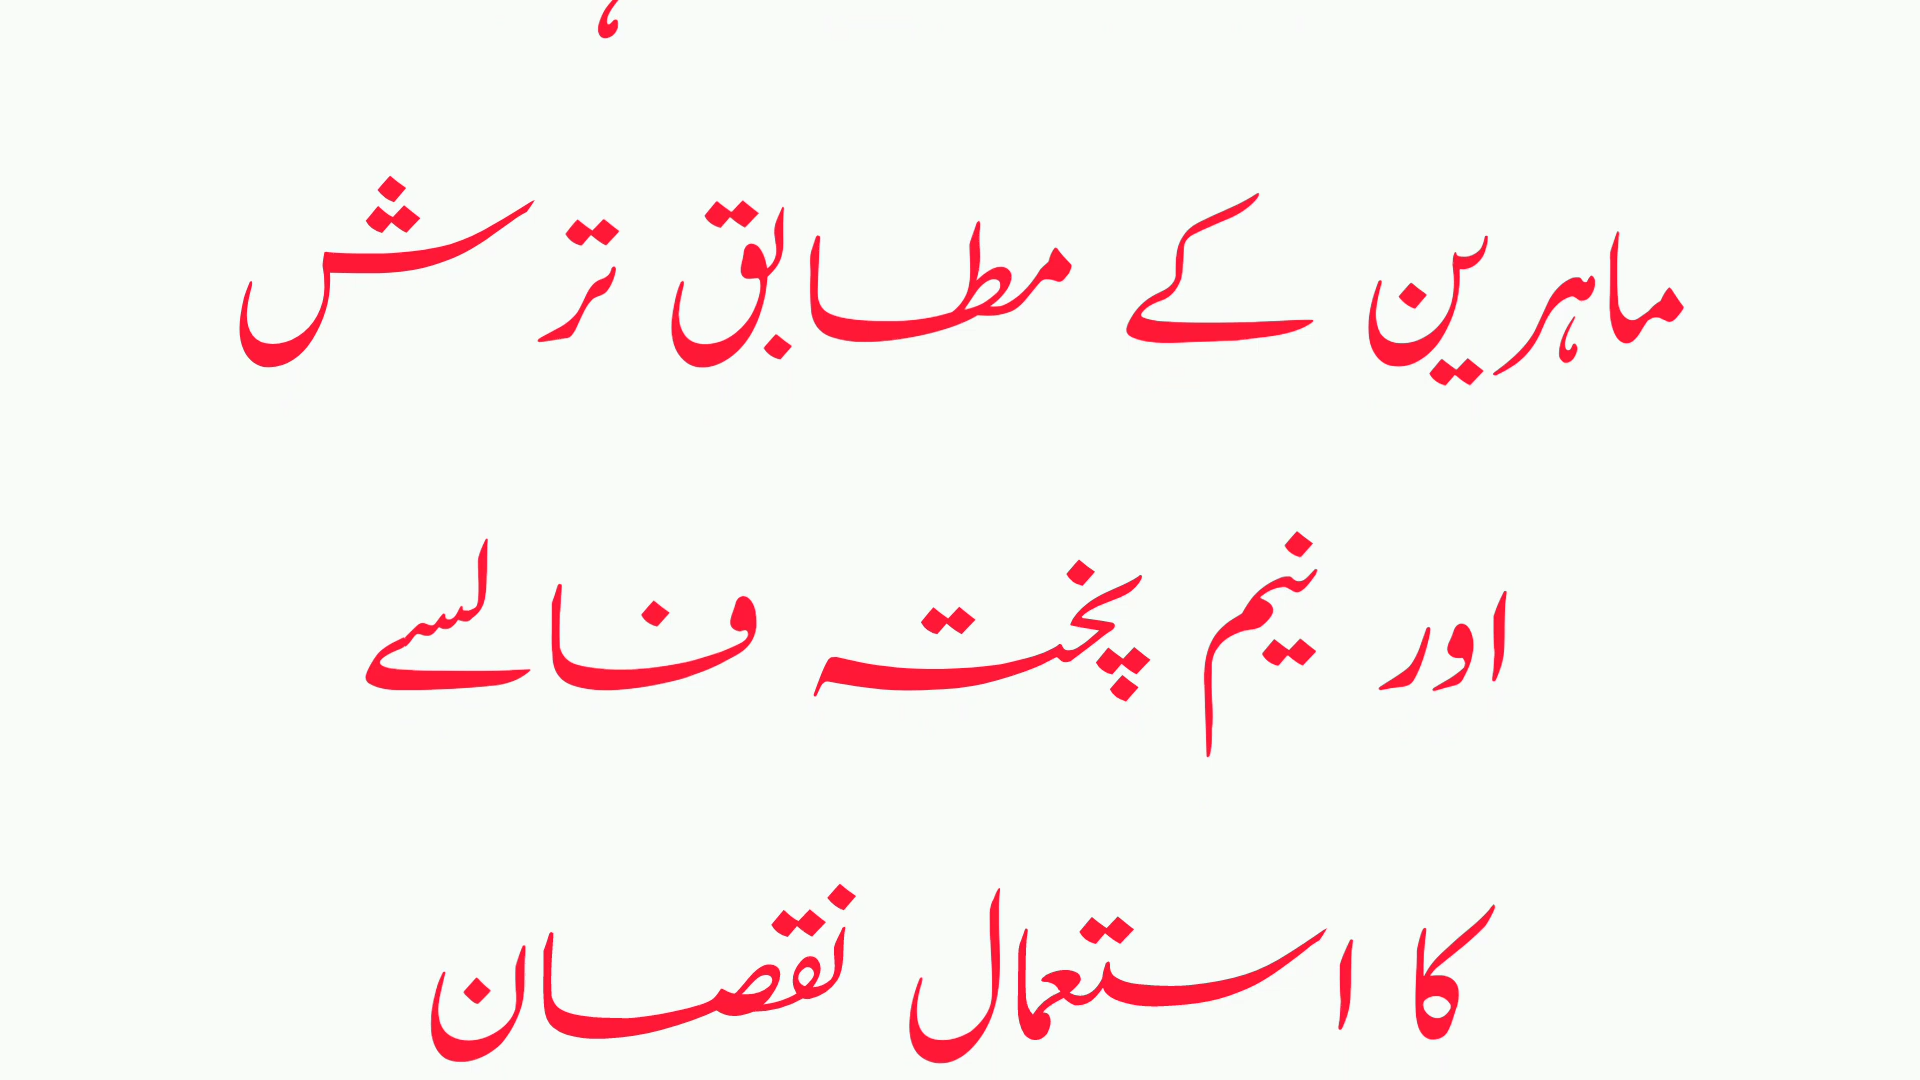 ماہرین کے مطابق ترش
اور نیم پختہ فالسے
کا استعمال نقصان